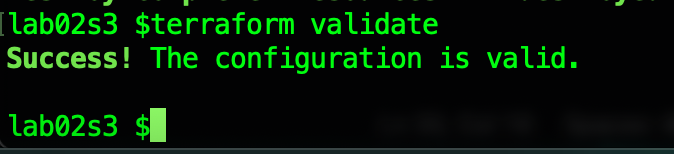 lab02s3 $terraform validate
Success! The configuration is valid.
lab02s3 $